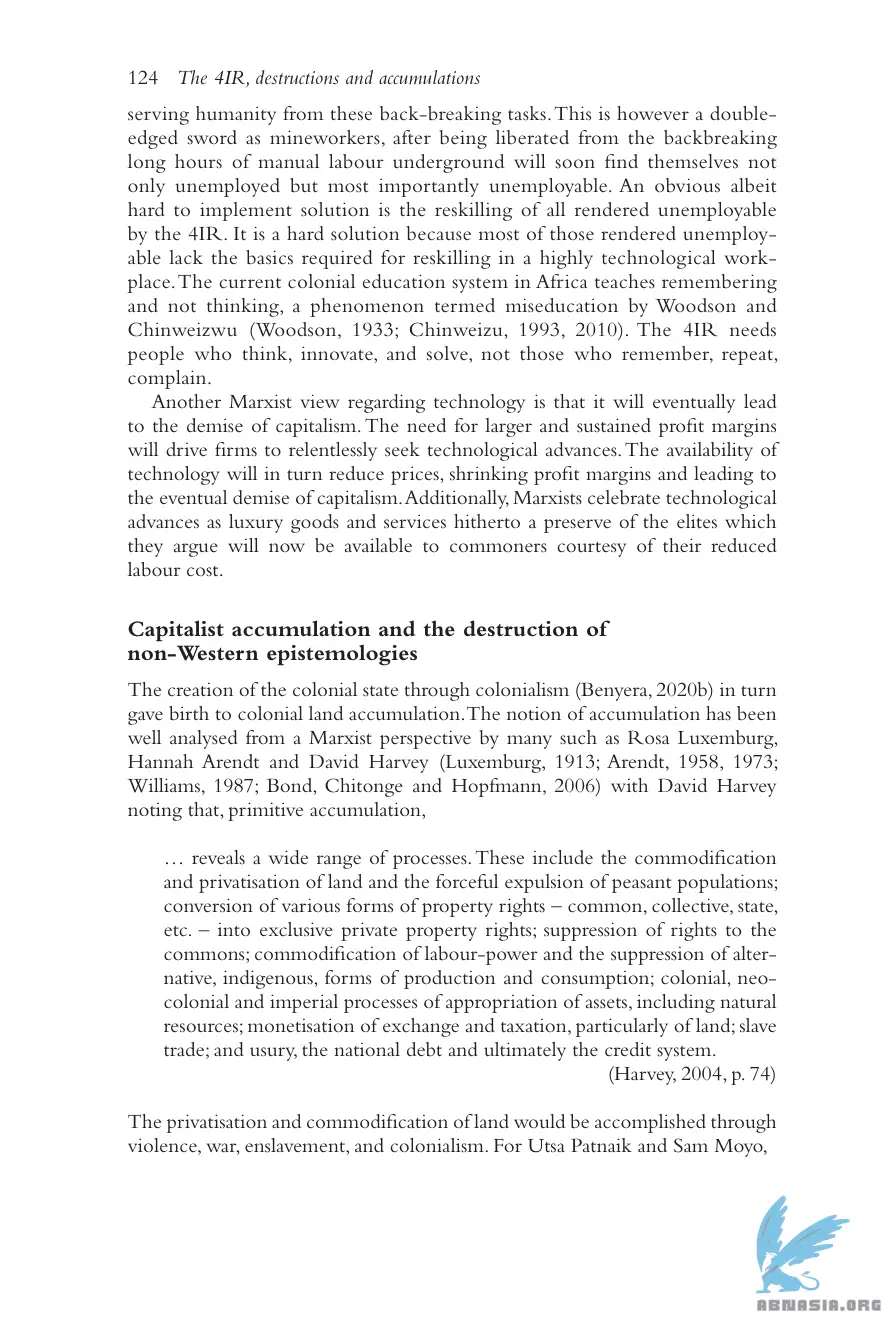 124 The 4IR, destructions and accumulations
serving humanity from these back-breaking tasks. This is however a double-
edged sword as mineworkers, after being liberated from the backbreaking
long hours of manual labour underground will soon find themselves not
only unemployed but most importantly unemployable. An obvious albeit
hard to implement solution is the reskilling of all rendered unemployable
by the 4IR. It is a hard solution because most of those rendered unemploy-
able lack the basics required for reskilling in a highly technological work-
place. The current colonial education system in Africa teaches remembering
and not thinking, a phenomenon termed miseducation by Woodson and
Chinweizwu (Woodson, 1933; Chinweizu, 1993, 2010). The 4IR needs
people who think, innovate, and solve, not those who remember, repeat,
complain.
Another Marxist view regarding technology is that it will eventually lead
to the demise of capitalism. The need for larger and sustained profit margins
will drive firms to relentlessly seek technological advances. The availability of
technology will in turn reduce prices, shrinking profit margins and leading to
the eventual demise of capitalism. Additionally, Marxists celebrate technological
advances as luxury goods and services hitherto a preserve of the elites which
they argue will now be available to commoners courtesy of their reduced
labour cost.
Capitalist accumulation and the destruction of
non-Western epistemologies
The creation of the colonial state through colonialism (Benyera, 2020b) in turn
gave birth to colonial land accumulation. The notion of accumulation has been
well analysed from a Marxist perspective by many such as Rosa Luxemburg,
Hannah Arendt and David Harvey (Luxemburg, 1913; Arendt, 1958, 1973;
Williams, 1987; Bond, Chitonge and Hopfmann, 2006) with David Harvey
noting that, primitive accumulation,
… reveals a wide range of processes. These include the commodification
and privatisation of land and the forceful expulsion of peasant populations;
conversion of various forms of property rights – common, collective, state,
etc. – into exclusive private property rights; suppression of rights to the
commons; commodification of labour-power and the suppression of alter-
native, indigenous, forms of production and consumption; colonial, neo-
colonial and imperial processes of appropriation of assets, including natural
resources; monetisation of exchange and taxation, particularly of land; slave
trade; and usury, the national debt and ultimately the credit system.
(Harvey, 2004, p. 74)
The privatisation and commodification of land would be accomplished through
violence, war, enslavement, and colonialism. For Utsa Patnaik and Sam Moyo,
ABNASIA.ORG